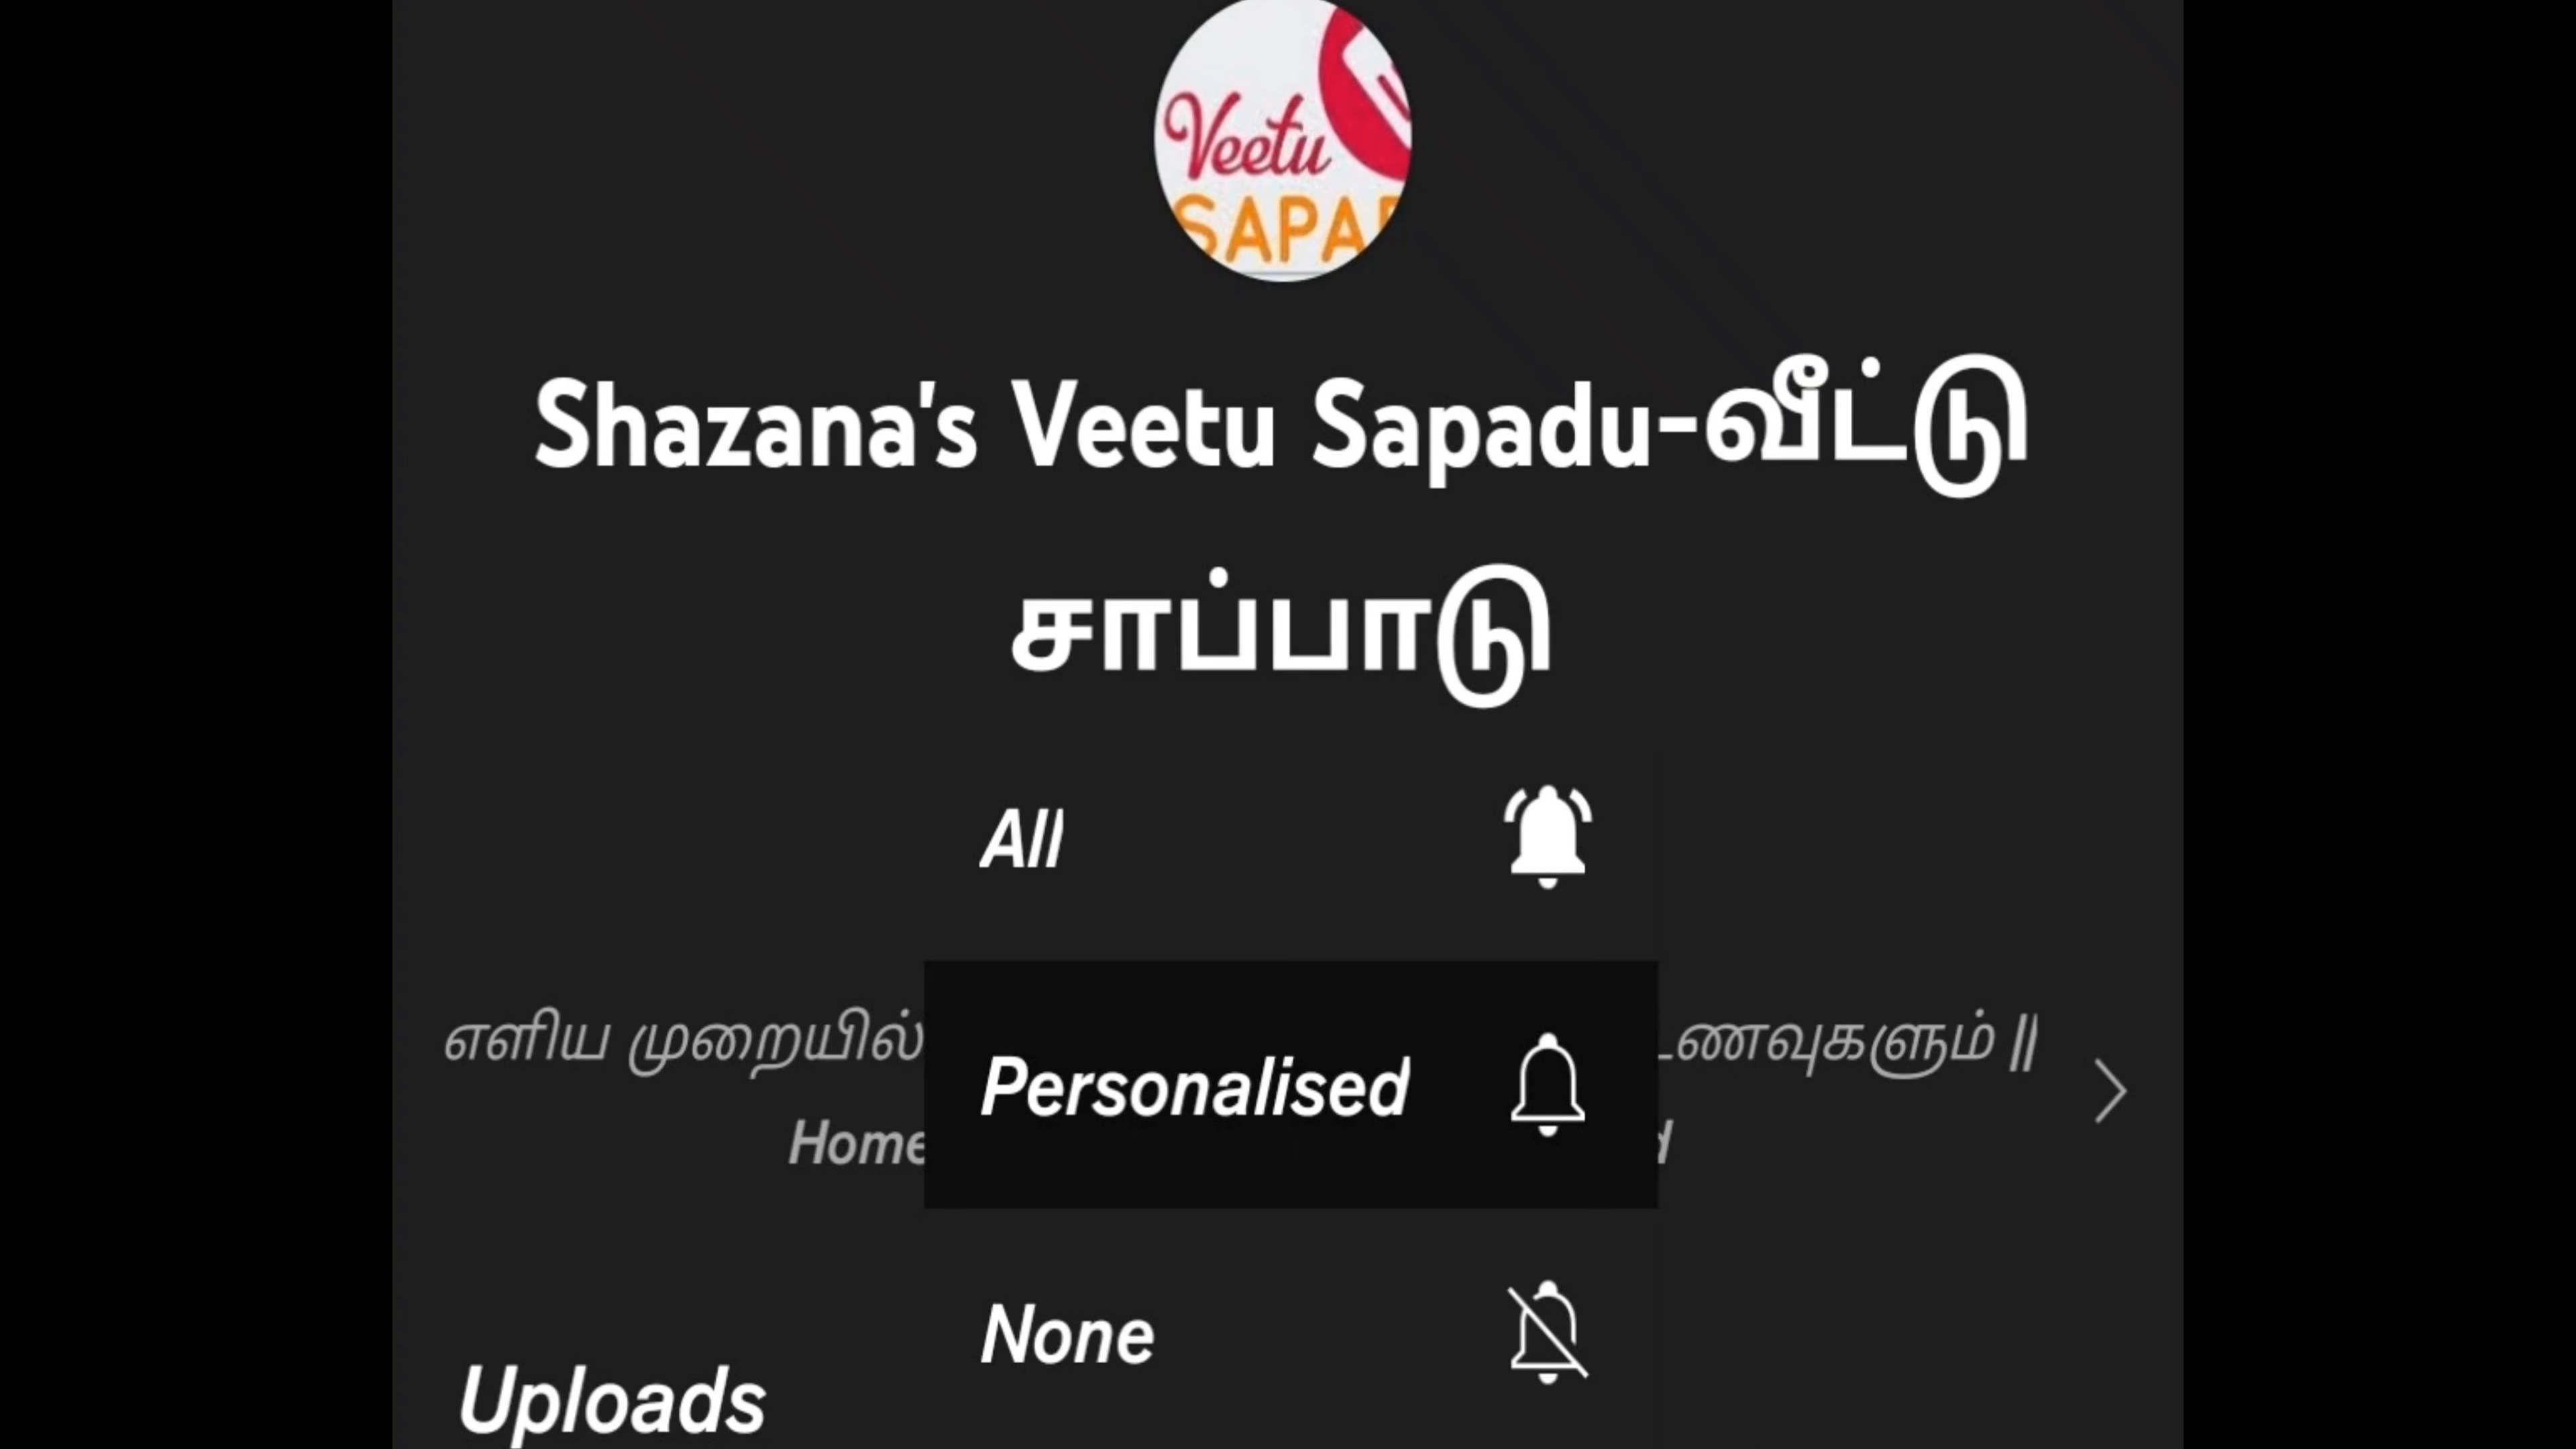 Veetu
SAPA
Shazana's Veetu Sapadu-வீட்டு
சாப்பாடு
All
எளிய முறையில்
ணவுகளும் ||
Personalised
Home
None
Uploads